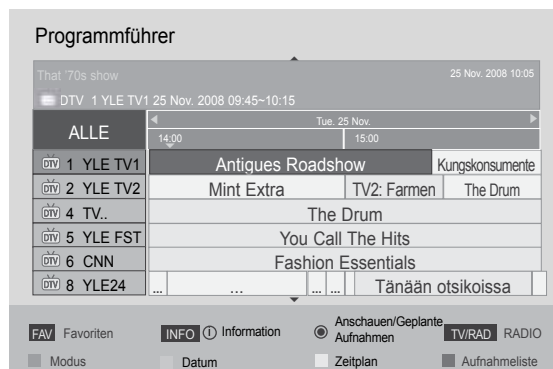 Programmführer
That '70s show 25 Nov. 2008 10:05
DTV 1 YLE TV1 25 Nov. 2008 09:45~10:15
ALLE
Tue. 25 Nov.
14:00 15:00
DTV 1 YLE TV1 Antigues Roadshow Kungskonsumente
DTV 2 YLE TV2 Mint Extra TV2: Farmen The Drum
DTV 4 TV.. The Drum
DTV 5 YLE FST You Call The Hits
DTV 6 CNN Fashion Essentials
DTV 8 YLE24 ... ... ... ... Tänään otsikoissa
FAV Favoriten INFO i Information Anschauen/Geplante Aufnahmen TV/RAD RADIO
Modus Datum Zeitplan Aufnahmeliste